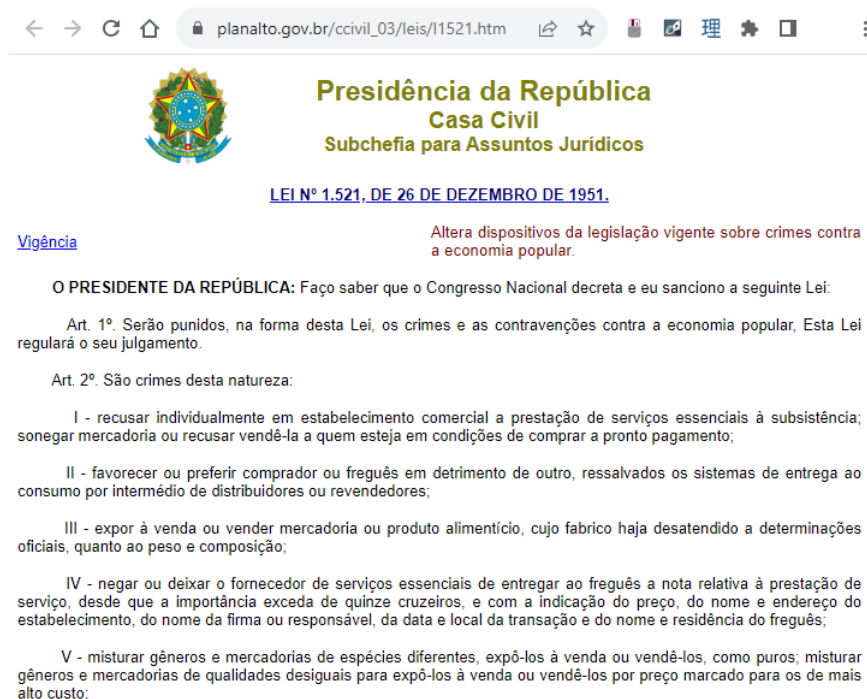 planalto.gov.br/ccivil_03/leis/l1521.htm
理
Presidência da República
Casa Civil
Subchefia para Assuntos Jurídicos
LEI Nº 1.521, DE 26 DE DEZEMBRO DE 1951.
Vigência
Altera dispositivos da legislação vigente sobre crimes contra
a economia popular.
O PRESIDENTE DA REPÚBLICA: Faço saber que o Congresso Nacional decreta e eu sanciono a seguinte Lei:
Art. 1º. Serão punidos, na forma desta Lei, os crimes e as contravenções contra a economia popular, Esta Lei
regulará o seu julgamento.
Art. 2º. São crimes desta natureza:
I - recusar individualmente em estabelecimento comercial a prestação de serviços essenciais à subsistência;
sonegar mercadoria ou recusar vendê-la a quem esteja em condições de comprar a pronto pagamento;
II - favorecer ou preferir comprador ou freguês em detrimento de outro, ressalvados os sistemas de entrega ao
consumo por intermédio de distribuidores ou revendedores;
III - expor à venda ou vender mercadoria ou produto alimentício, cujo fabrico haja desatendido a determinações
oficiais, quanto ao peso e composição;
IV - negar ou deixar o fornecedor de serviços essenciais de entregar ao freguês a nota relativa à prestação de
serviço, desde que a importância exceda de quinze cruzeiros, e com a indicação do preço, do nome e endereço do
estabelecimento, do nome da firma ou responsável, da data e local da transação e do nome e residência do freguês;
V - misturar gêneros e mercadorias de espécies diferentes, expô-los à venda ou vendê-los, como puros; misturar
gêneros e mercadorias de qualidades desiguais para expô-los à venda ou vendê-los por preço marcado para os de mais
alto custo;